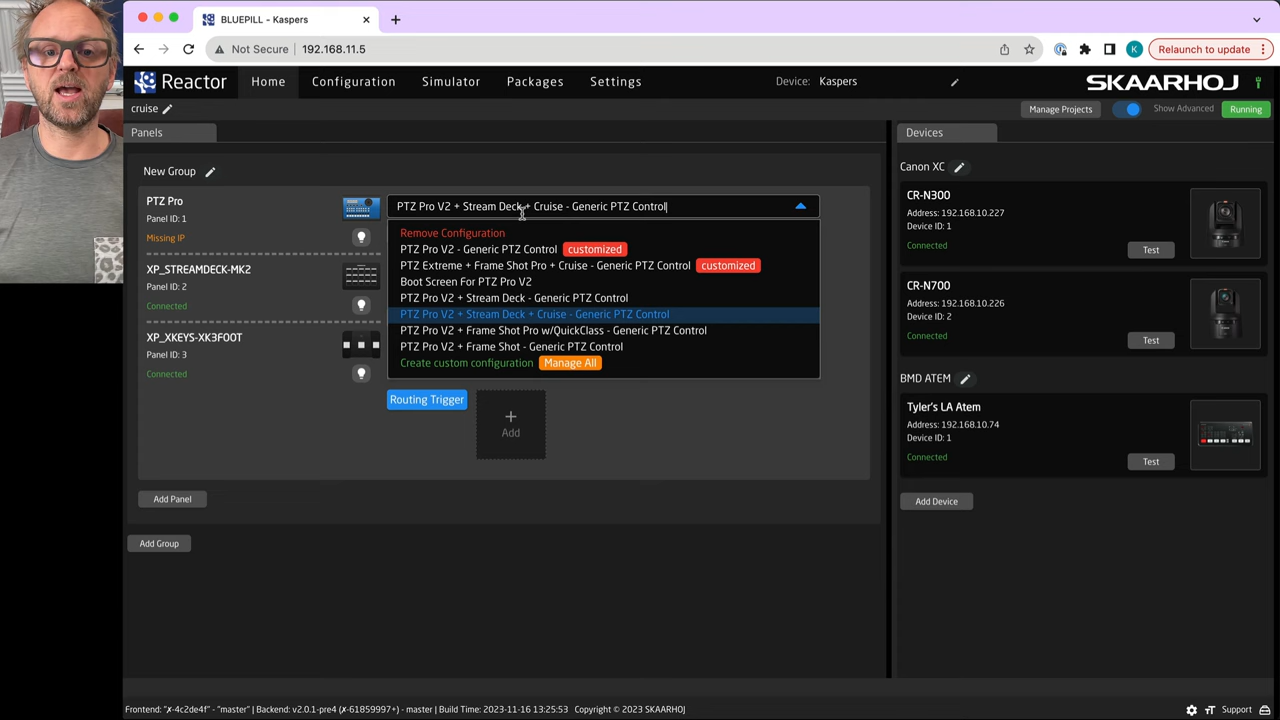 BLUEPILL - Kaspers
Not Secure 192.168.11.5
K
Relaunch to update
Reactor
Home
Configuration
Simulator
Packages
Settings
Device: Kaspers
SKAARHOJ
cruise
Manage Projects
Show Advanced
Running
Panels
New Group
PTZ Pro
Panel ID: 1
Missing IP
XP_STREAMDECK-MK2
Panel ID: 2
Connected
XP_XKEYS-XK3FOOT
Panel ID: 3
Connected
PTZ Pro V2 + Stream Deck + Cruise - Generic PTZ Control
Remove Configuration
PTZ Pro V2 - Generic PTZ Control customized
PTZ Extreme + Frame Shot Pro + Cruise - Generic PTZ Control customized
Boot Screen For PTZ Pro V2
PTZ Pro V2 + Stream Deck - Generic PTZ Control
PTZ Pro V2 + Stream Deck + Cruise - Generic PTZ Control
PTZ Pro V2 + Frame Shot Pro w/QuickClass - Generic PTZ Control
PTZ Pro V2 + Frame Shot - Generic PTZ Control
Create custom configuration Manage All
Routing Trigger
Add
Add Panel
Add Group
Devices
Canon XC
CR-N300
Address: 192.168.10.227
Device ID: 1
Connected
Test
CR-N700
Address: 192.168.10.226
Device ID: 2
Connected
Test
BMD ATEM
Tyler's LA Atem
Address: 192.168.10.74
Device ID: 1
Connected
Test
Add Device
Frontend: "✗-4c2de4f" - "master" | Backend: v2.0.1-pre4 (✗-61859997+) - master | Build Time: 2023-11-16 13:25:53 Copyright © 2023 SKAARHOJ
Support